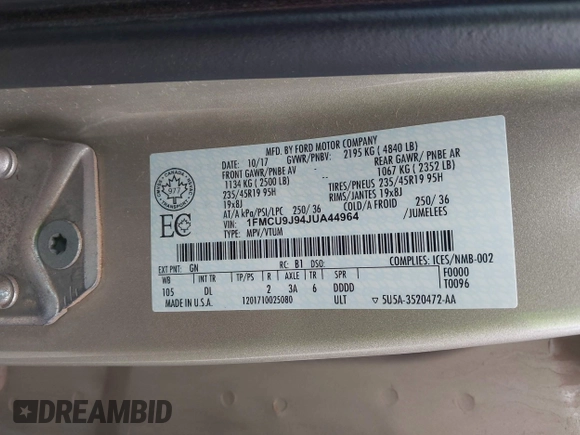 MFD. BY FORD MOTOR COMPANY
10/17 GVWR/PNBV: 2195 KG ( 4840 LB)
FRONT GAWR/ PNBE AV REAR GAWR/ PNBE AR
1134 KG ( 2500 LB) 1067 KG ( 2352 LB)
235/45R19 95H TIRES/PNEUS 235/45R19 95H
19x8J RIMS/JANTES 19x8J
AT/A kPa/PSI/LPC 250/ 36 COLD/A FROID 250/ 36
/JUMELEES
VIN: 1FMCU9J94JUA44964
TYPE: MPV/VTUM
CANADA
977
TRANSPORT
EC
EXT PNT: GN RC: B1 DSO: COMPLIES: ICES/NMB-002
WB TP/PS R AXLE TR SPR F0000
105 DL 2 3A 6 DDDD T0096
MADE IN U.S.A. 1201710025080 ULT 5U5A-3520472-AA
DREAMBID